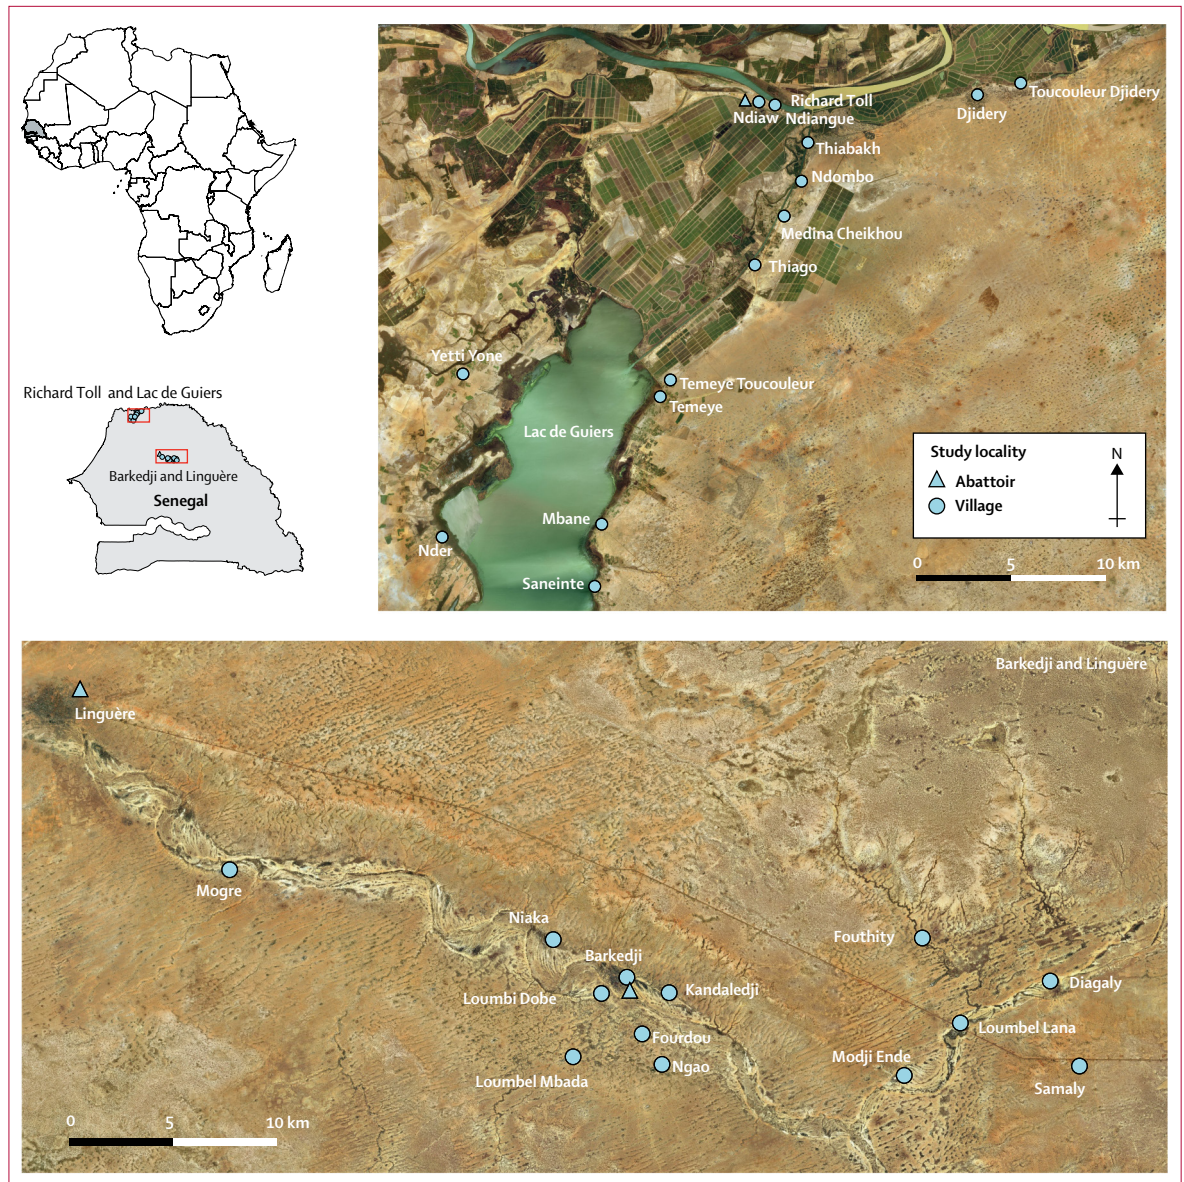 Richard Toll and Lac de Guiers
Barkedji and Linguère
Senegal
Toucouleur Djidery
Djidery
Richard Toll
Ndiaw
Ndiangue
Thiabakh
Ndombo
Medina Cheikhou
Thiago
Yetti Yone
Temeye Toucouleur
Temeye
Lac de Guiers
Mbane
Nder
Saneinte
Study locality
N
Abattoir
Village
0 5 10 km
Barkedji and Linguère
Linguère
Mogre
Niaka
Barkedji
Fouthity
Loumbi Dobe
Kandaledji
Diagaly
Fourdou
Loumbel Lana
Ngao
Modji Ende
Loumbel Mbada
Samaly
0 5 10 km